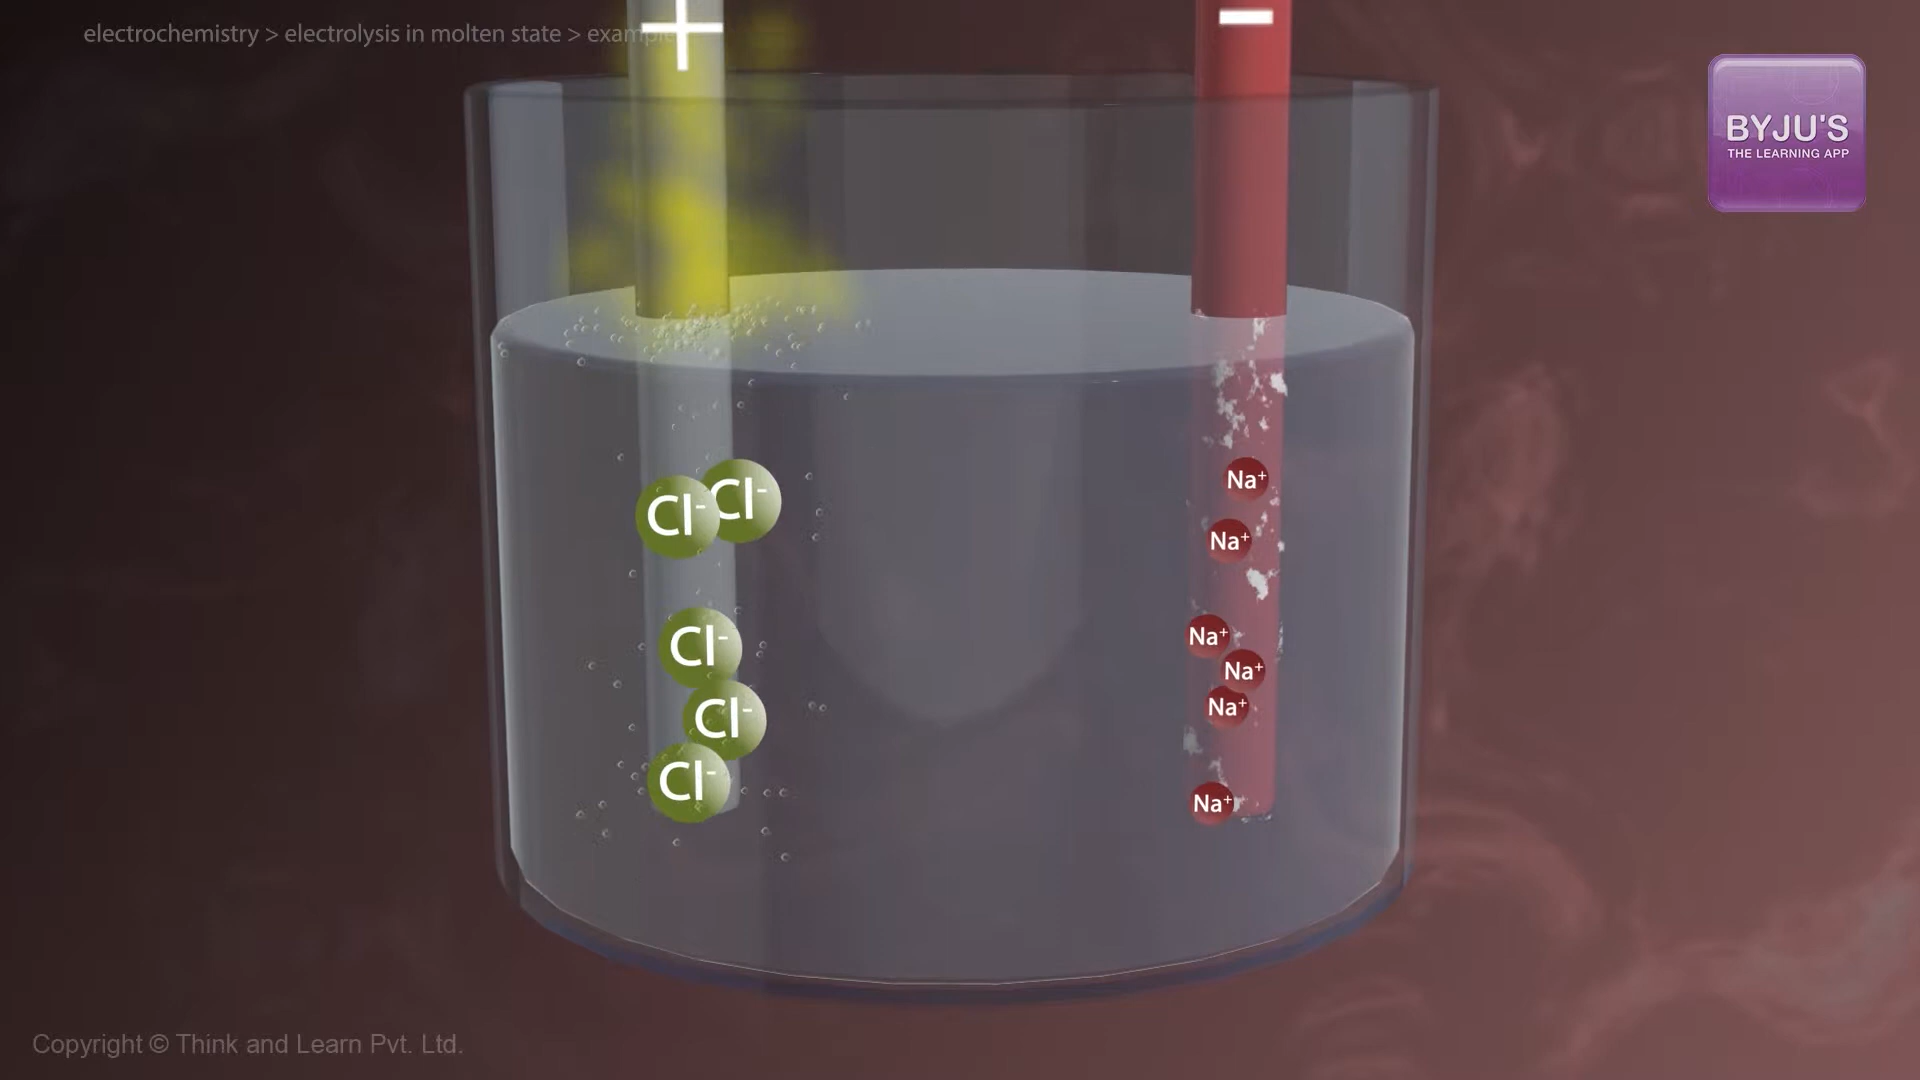 electrochemistry > electrolysis in molten state > example
+
−
BYJU'S
THE LEARNING APP
Cl⁻
Cl⁻
Na⁺
Na⁺
Na⁺
Cl⁻
Na⁺
Na⁺
Cl⁻
Cl⁻
Na⁺
Copyright © Think and Learn Pvt. Ltd.